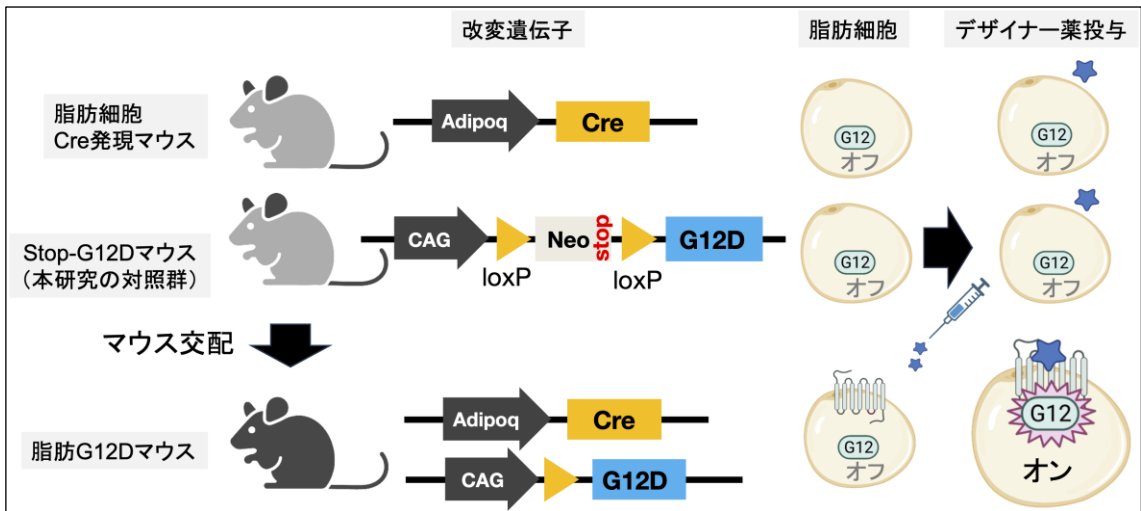 改変遺伝子
脂肪細胞
デザイナー薬投与
脂肪細胞
Cre発現マウス
Adipoq
Cre
G12
オフ
G12
オフ
Stop-G12Dマウス
（本研究の対照群）
CAG
Neo
stop
G12D
loxP
loxP
G12
オフ
G12
オフ
マウス交配
脂肪G12Dマウス
Adipoq
Cre
CAG
G12D
G12
オフ
G12
オン